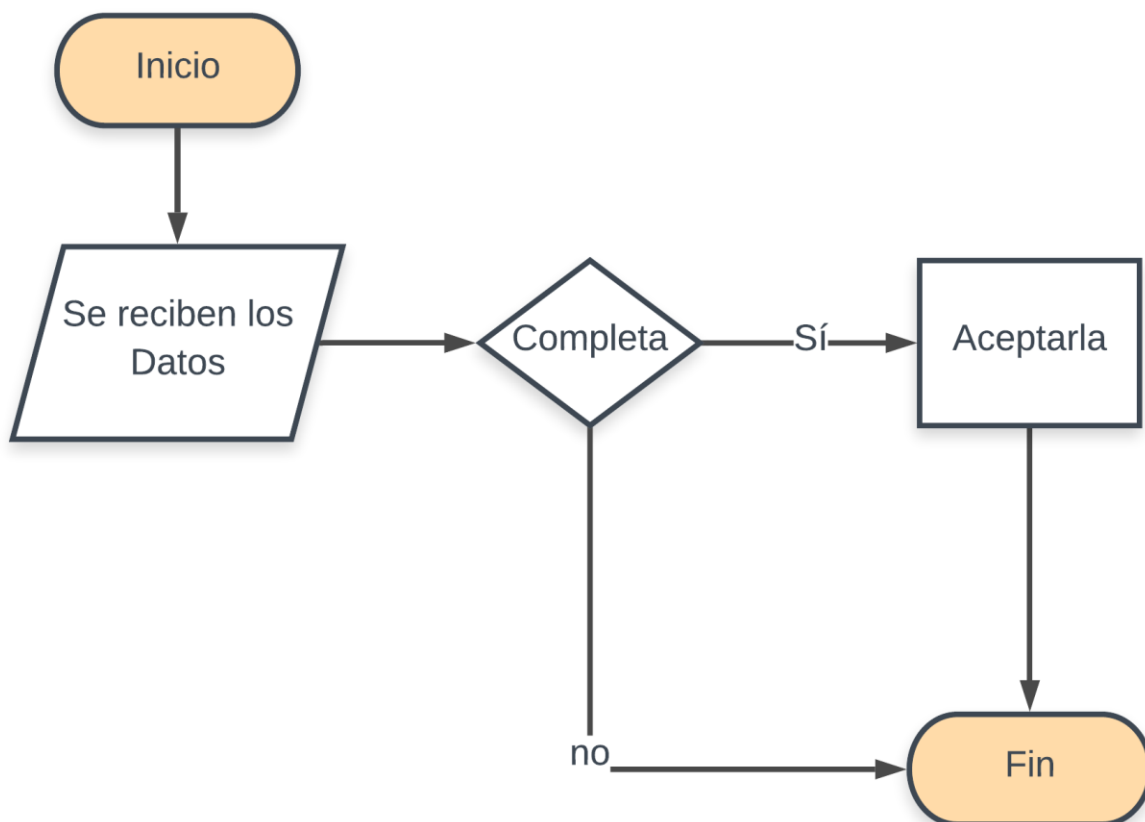 Inicio
Se reciben los
Datos
Completa
Sí
Aceptarla
no
Fin